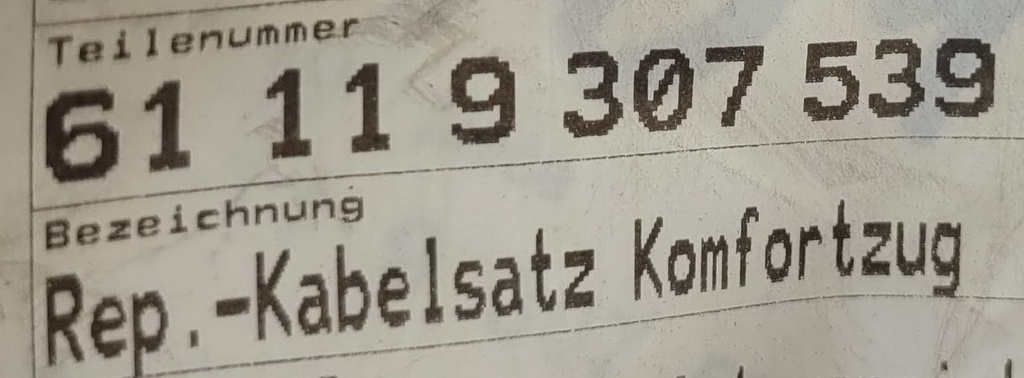 Teilenummer
61 11 9 307 539
Bezeichnung
Rep.-Kabelsatz Komfortzug